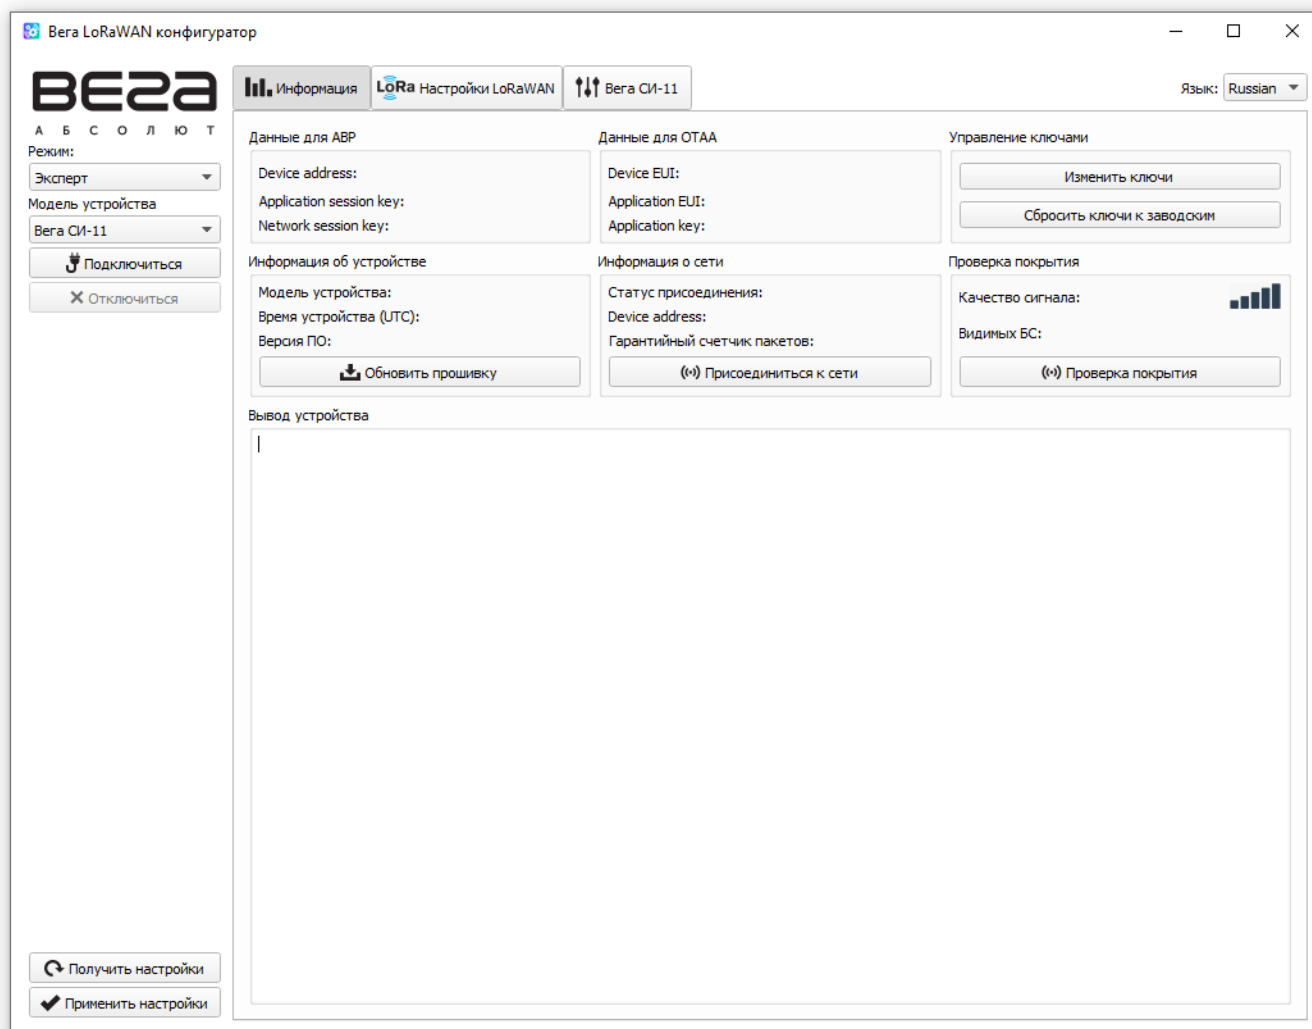 Вега LoRaWAN конфигуратор
ВЕГА
АБСОЛЮТ
Режим:
Эксперт
Модель устройства
Вега СИ-11
Подключиться
Отключиться
Получить настройки
Применить настройки
Информация
LoRa Настройки LoRaWAN
Вега СИ-11
Язык: Russian
Данные для ABP
Device address:
Application session key:
Network session key:
Данные для OTAA
Device EUI:
Application EUI:
Application key:
Управление ключами
Изменить ключи
Сбросить ключи к заводским
Информация об устройстве
Модель устройства:
Время устройства (UTC):
Версия ПО:
Обновить прошивку
Информация о сети
Статус присоединения:
Device address:
Гарантийный счетчик пакетов:
Присоединиться к сети
Проверка покрытия
Качество сигнала:
Видимых БС:
Проверка покрытия
Вывод устройства